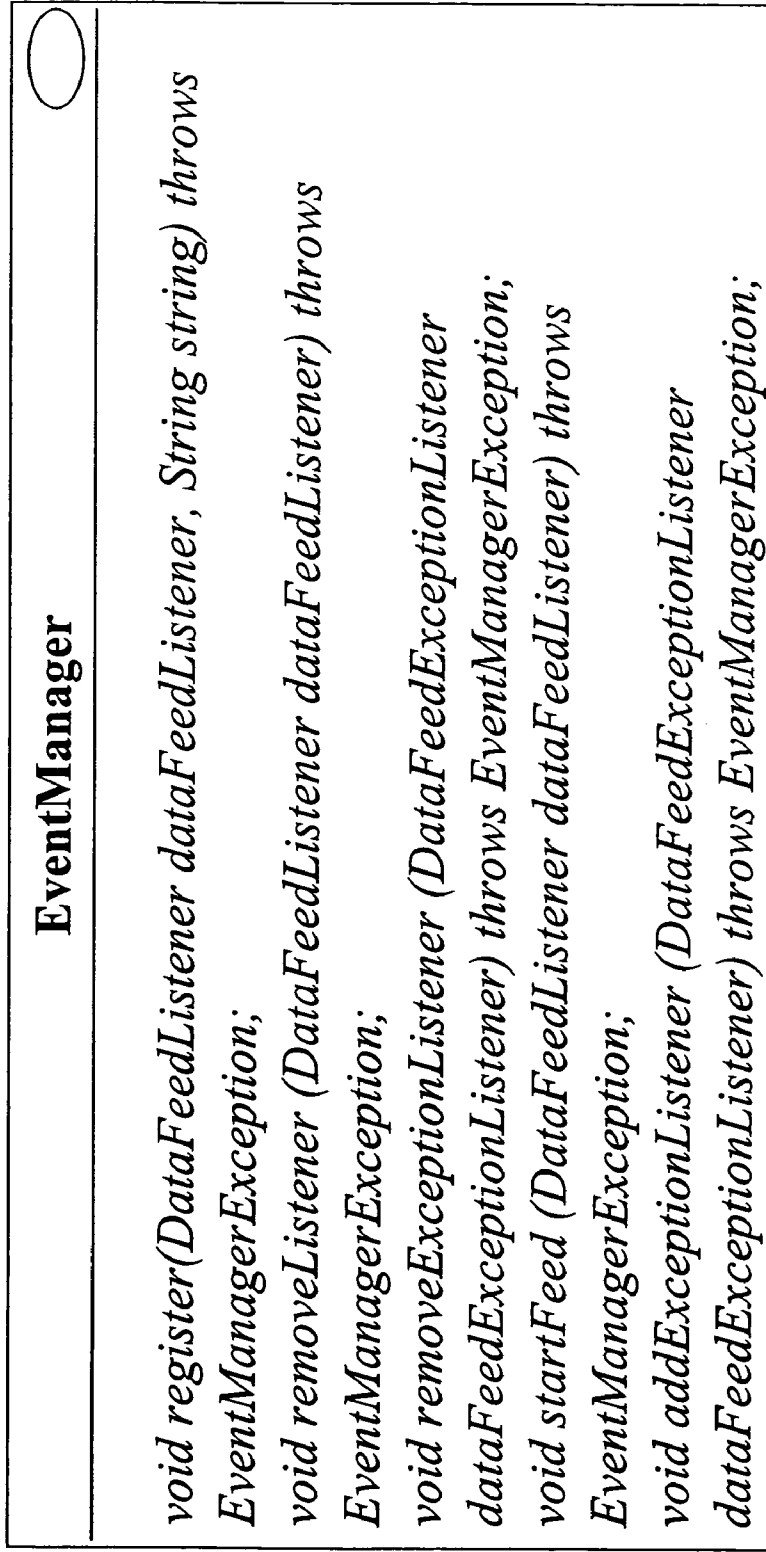 EventManager
void register(DataFeedListener dataFeedListener, String string) throws
EventManagerException;
void removeListener (DataFeedListener dataFeedListener) throws
EventManagerException;
void removeExceptionListener (DataFeedExceptionListener
dataFeedExceptionListener) throws EventManagerException;
void startFeed (DataFeedListener dataFeedListener) throws
EventManagerException;
void addExceptionListener (DataFeedExceptionListener
dataFeedExceptionListener) throws EventManagerException;